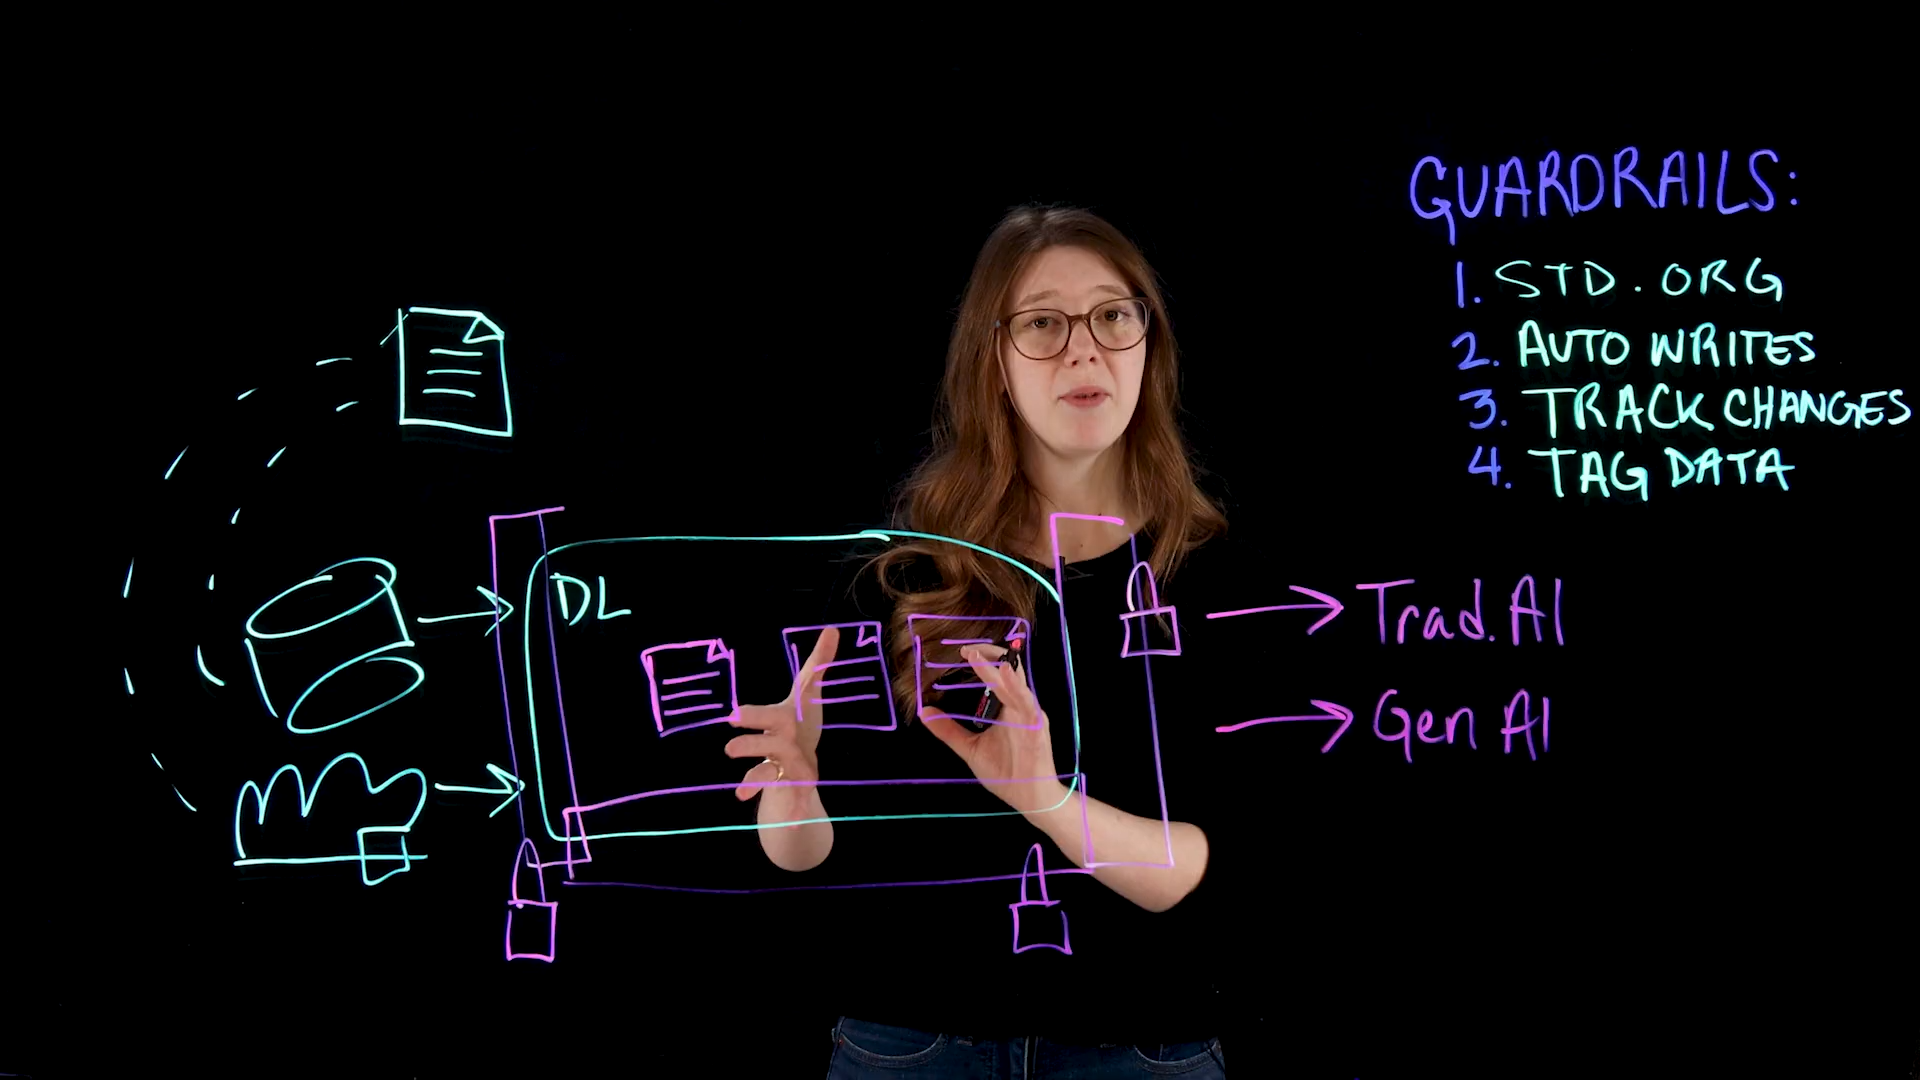 GUARDRAILS:
1. STD. ORG
2. AUTO WRITES
3. TRACK CHANGES
4. TAG DATA
DL
Trad. AI
Gen AI